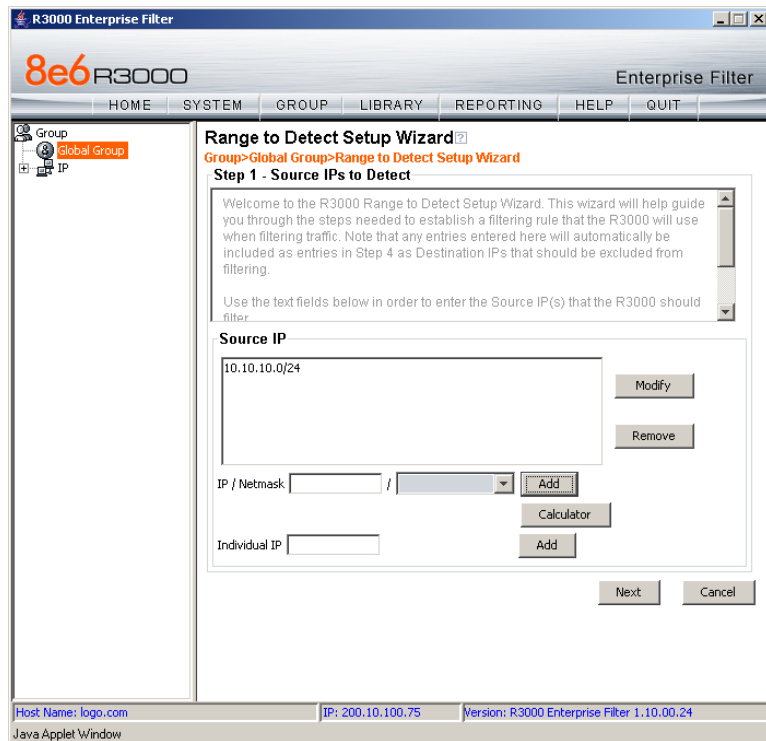 R3000 Enterprise Filter
8e6 R3000
Enterprise Filter
HOME SYSTEM GROUP LIBRARY REPORTING HELP QUIT
Group
Global Group
IP
Range to Detect Setup Wizard?
Group>Global Group>Range to Detect Setup Wizard
Step 1 - Source IPs to Detect
Welcome to the R3000 Range to Detect Setup Wizard. This wizard will help guide
you through the steps needed to establish a filtering rule that the R3000 will use
when filtering traffic. Note that any entries entered here will automatically be
included as entries in Step 4 as Destination IPs that should be excluded from
filtering.
Use the text fields below in order to enter the Source IP(s) that the R3000 should
filter
Source IP
10.10.10.0/24
Modify
Remove
IP / Netmask / Add
Calculator
Individual IP Add
Next Cancel
Host Name: logo.com IP: 200.10.100.75 Version: R3000 Enterprise Filter 1.10.00.24
Java Applet Window